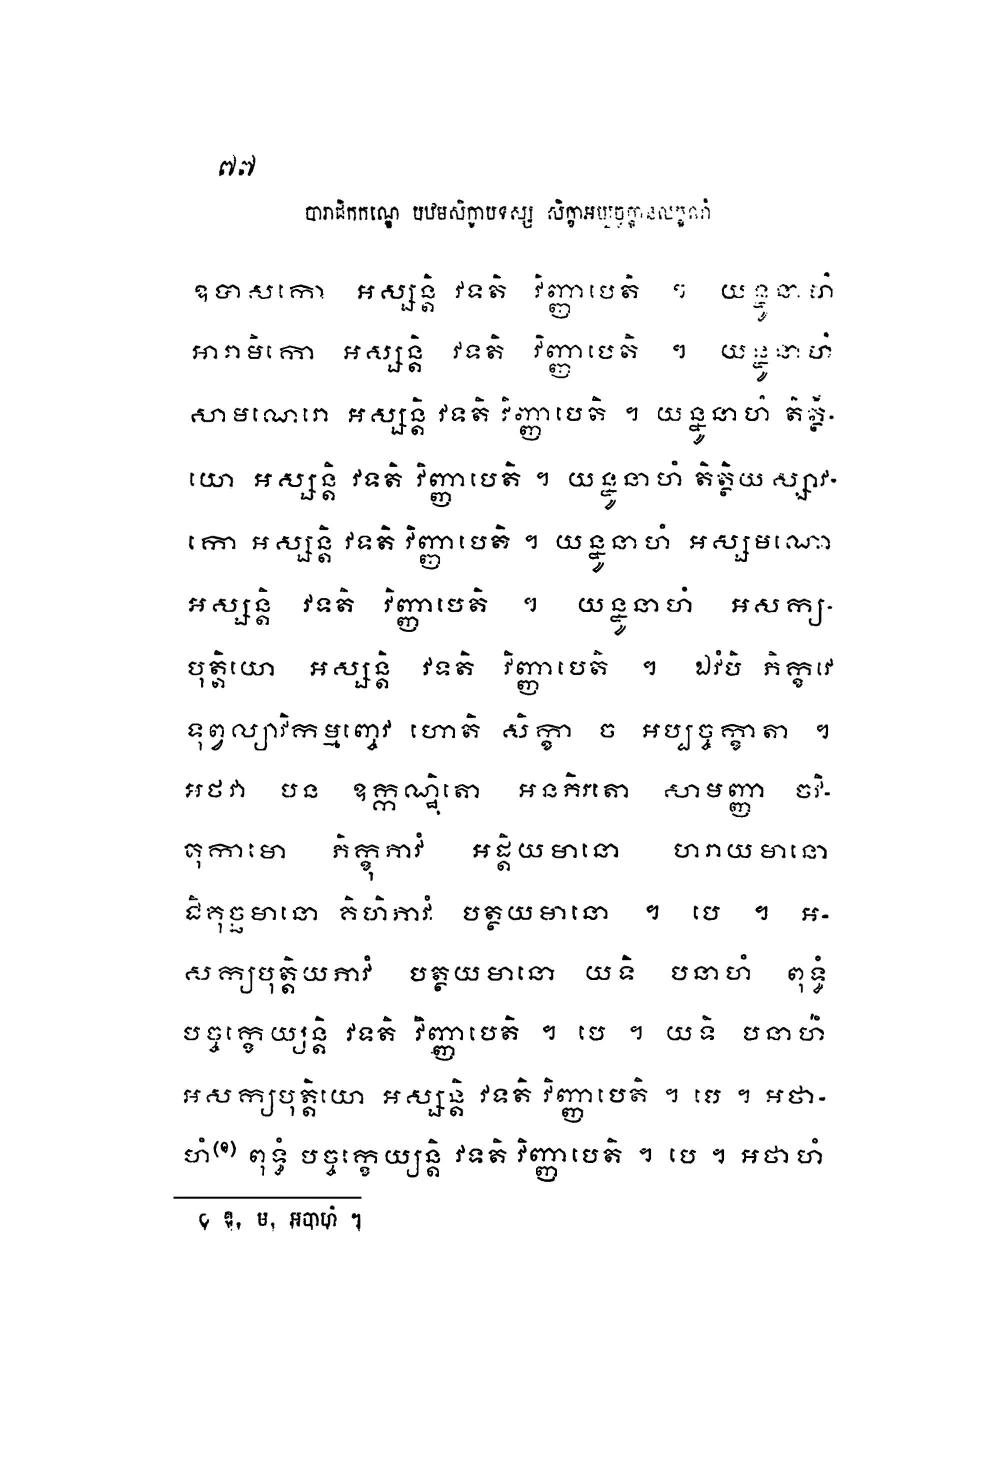 ៧៧
បារាជិកកណ្ឌេ បឋមសិក្ខាបទស្ស សិក្ខាអប្បច្ចក្ខានលក្ខណំ
ឧបាសកោ អស្សន្តិ វទតិ វិញ្ញាបេតិ ។ យន្នូនាហំ
អារាមិកោ អស្សន្តិ វទតិ វិញ្ញាបេតិ ។ យន្នូនាហំ
សាមណេរោ អស្សន្តិ វទតិ វិញ្ញាបេតិ ។ យន្នូនាហំ តិត្ថិ-
យោ អស្សន្តិ វទតិ វិញ្ញាបេតិ ។ យន្នូនាហំ តិត្ថិយស្សាវ-
កោ អស្សន្តិ វទតិ វិញ្ញាបេតិ ។ យន្នូនាហំ អស្សមណោ
អស្សន្តិ វទតិ វិញ្ញាបេតិ ។ យន្នូនាហំ អសក្យ-
បុត្តិយោ អស្សន្តិ វទតិ វិញ្ញាបេតិ ។ ឯវំបិ ភិក្ខវេ
ទុព្វល្យាវិកម្មញ្ចេវ ហោតិ សិក្ខា ច អប្បច្ចក្ខាតា ។
អថវា បន ឧក្កណ្ឋិតោ អនភិរតោ សាមញ្ញា ចវិ-
តុកាមោ ភិក្ខុភាវំ អដ្តិយមានោ ហរាយមានោ
ជិគុច្ឆមានោ គិហិភាវំ បត្ថយមានោ ។ បេ ។ អ-
សក្យបុត្តិយភាវំ បត្ថយមានោ យទិ បនាហំ ពុទ្ធំ
បច្ចក្ខេយ្យន្តិ វទតិ វិញ្ញាបេតិ ។ បេ ។ យទិ បនាហំ
អសក្យបុត្តិយោ អស្សន្តិ វទតិ វិញ្ញាបេតិ ។ បេ ។ អថា-
ហំ(១) ពុទ្ធំ បច្ចក្ខេយ្យន្តិ វទតិ វិញ្ញាបេតិ ។ បេ ។ អថាហំ
១ ឱ, ម, អបាហំ ។